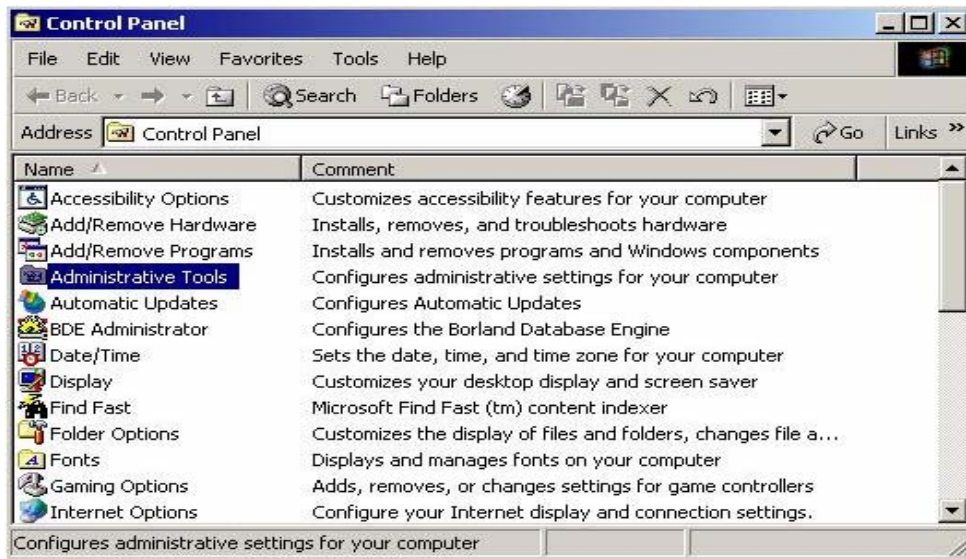 Control Panel
File Edit View Favorites Tools Help
Back Search Folders
Address Control Panel Go Links »
Name Comment
Accessibility Options Customizes accessibility features for your computer
Add/Remove Hardware Installs, removes, and troubleshoots hardware
Add/Remove Programs Installs and removes programs and Windows components
Administrative Tools Configures administrative settings for your computer
Automatic Updates Configures Automatic Updates
BDE Administrator Configures the Borland Database Engine
Date/Time Sets the date, time, and time zone for your computer
Display Customizes your desktop display and screen saver
Find Fast Microsoft Find Fast (tm) content indexer
Folder Options Customizes the display of files and folders, changes file a...
Fonts Displays and manages fonts on your computer
Gaming Options Adds, removes, or changes settings for game controllers
Internet Options Configure your Internet display and connection settings.
Configures administrative settings for your computer